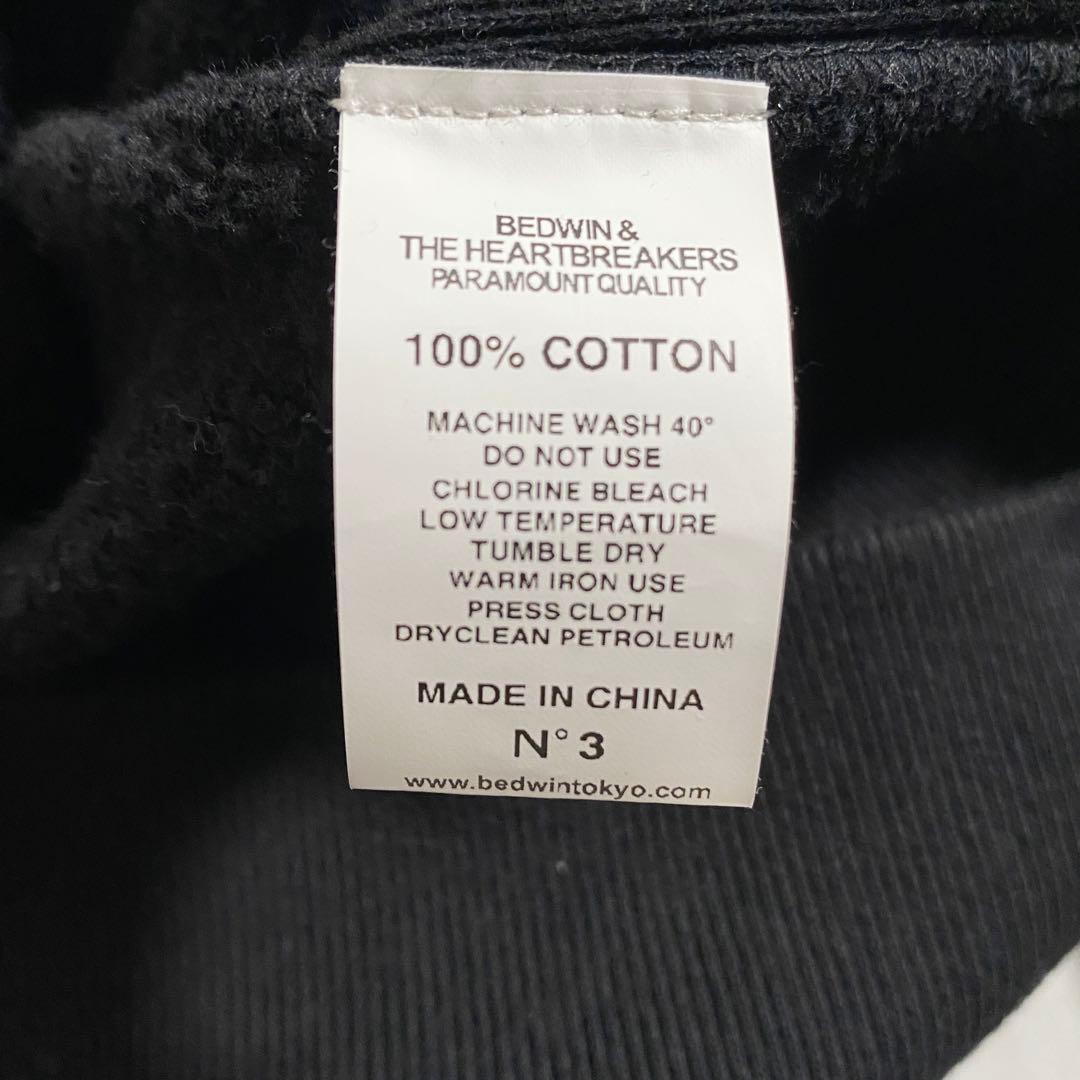 BEDWIN &
THE HEARTBREAKERS
PARAMOUNT QUALITY
100% COTTON
MACHINE WASH 40°
DO NOT USE
CHLORINE BLEACH
LOW TEMPERATURE
TUMBLE DRY
WARM IRON USE
PRESS CLOTH
DRYCLEAN PETROLEUM
MADE IN CHINA
N° 3
www.bedwintokyo.com